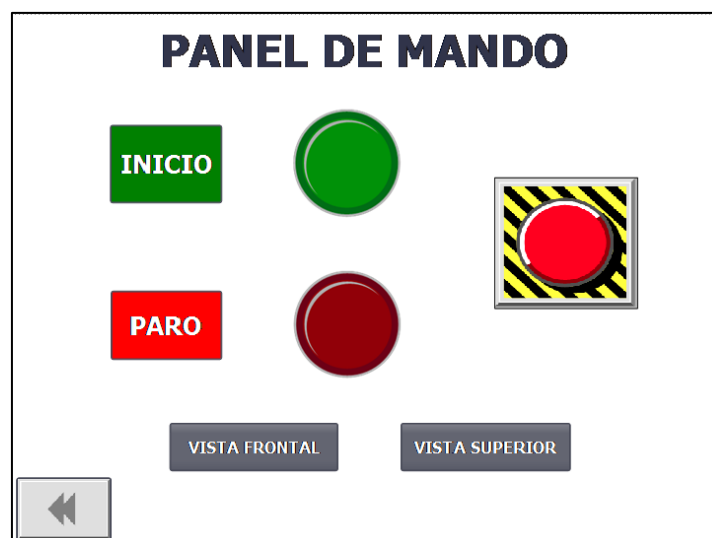 PANEL DE MANDO
INICIO
PARO
VISTA FRONTAL
VISTA SUPERIOR